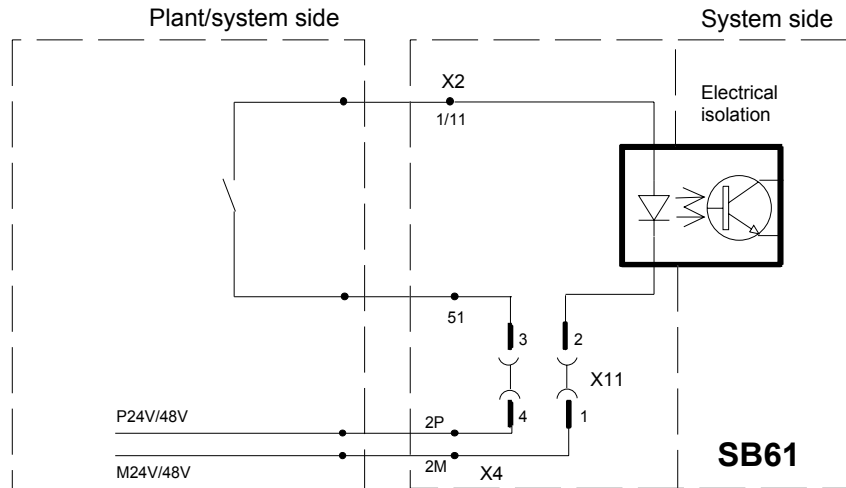 Plant/system side
System side
X2
1/11
Electrical
isolation
51
3
2
X11
P24V/48V
2P
4
1
M24V/48V
2M
X4
SB61